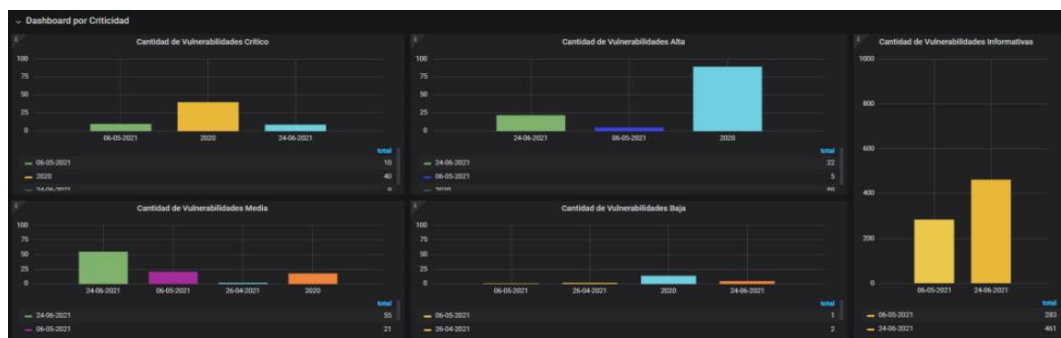 Dashboard por Criticidad
Cantidad de Vulnerabilidades Crítico
100
75
50
25
0
06-05-2021 2020 24-06-2021
total
06-05-2021 10
2020 40
24-06-2021 9
Cantidad de Vulnerabilidades Alta
100
75
50
25
0
24-06-2021 06-05-2021 2020
total
24-06-2021 22
06-05-2021 5
2020 89
Cantidad de Vulnerabilidades Informativas
1000
800
600
400
200
0
06-05-2021 24-06-2021
total
06-05-2021 283
24-06-2021 461
Cantidad de Vulnerabilidades Media
100
75
50
25
0
24-06-2021 06-05-2021 26-04-2021 2020
total
24-06-2021 55
06-05-2021 21
Cantidad de Vulnerabilidades Baja
100
75
50
25
0
06-05-2021 26-04-2021 2020 24-06-2021
total
06-05-2021 1
26-04-2021 2